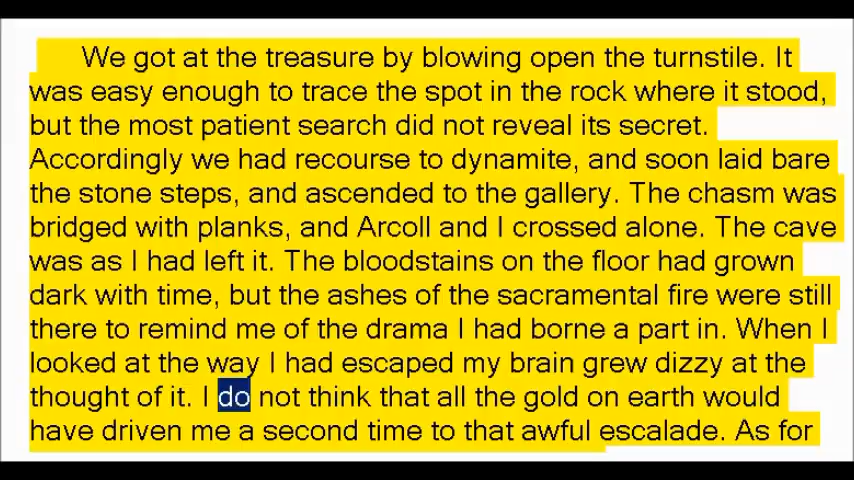 We got at the treasure by blowing open the turnstile. It
was easy enough to trace the spot in the rock where it stood,
but the most patient search did not reveal its secret.
Accordingly we had recourse to dynamite, and soon laid bare
the stone steps, and ascended to the gallery. The chasm was
bridged with planks, and Arcoll and I crossed alone. The cave
was as I had left it. The bloodstains on the floor had grown
dark with time, but the ashes of the sacramental fire were still
there to remind me of the drama I had borne a part in. When I
looked at the way I had escaped my brain grew dizzy at the
thought of it. I do not think that all the gold on earth would
have driven me a second time to that awful escalade. As for